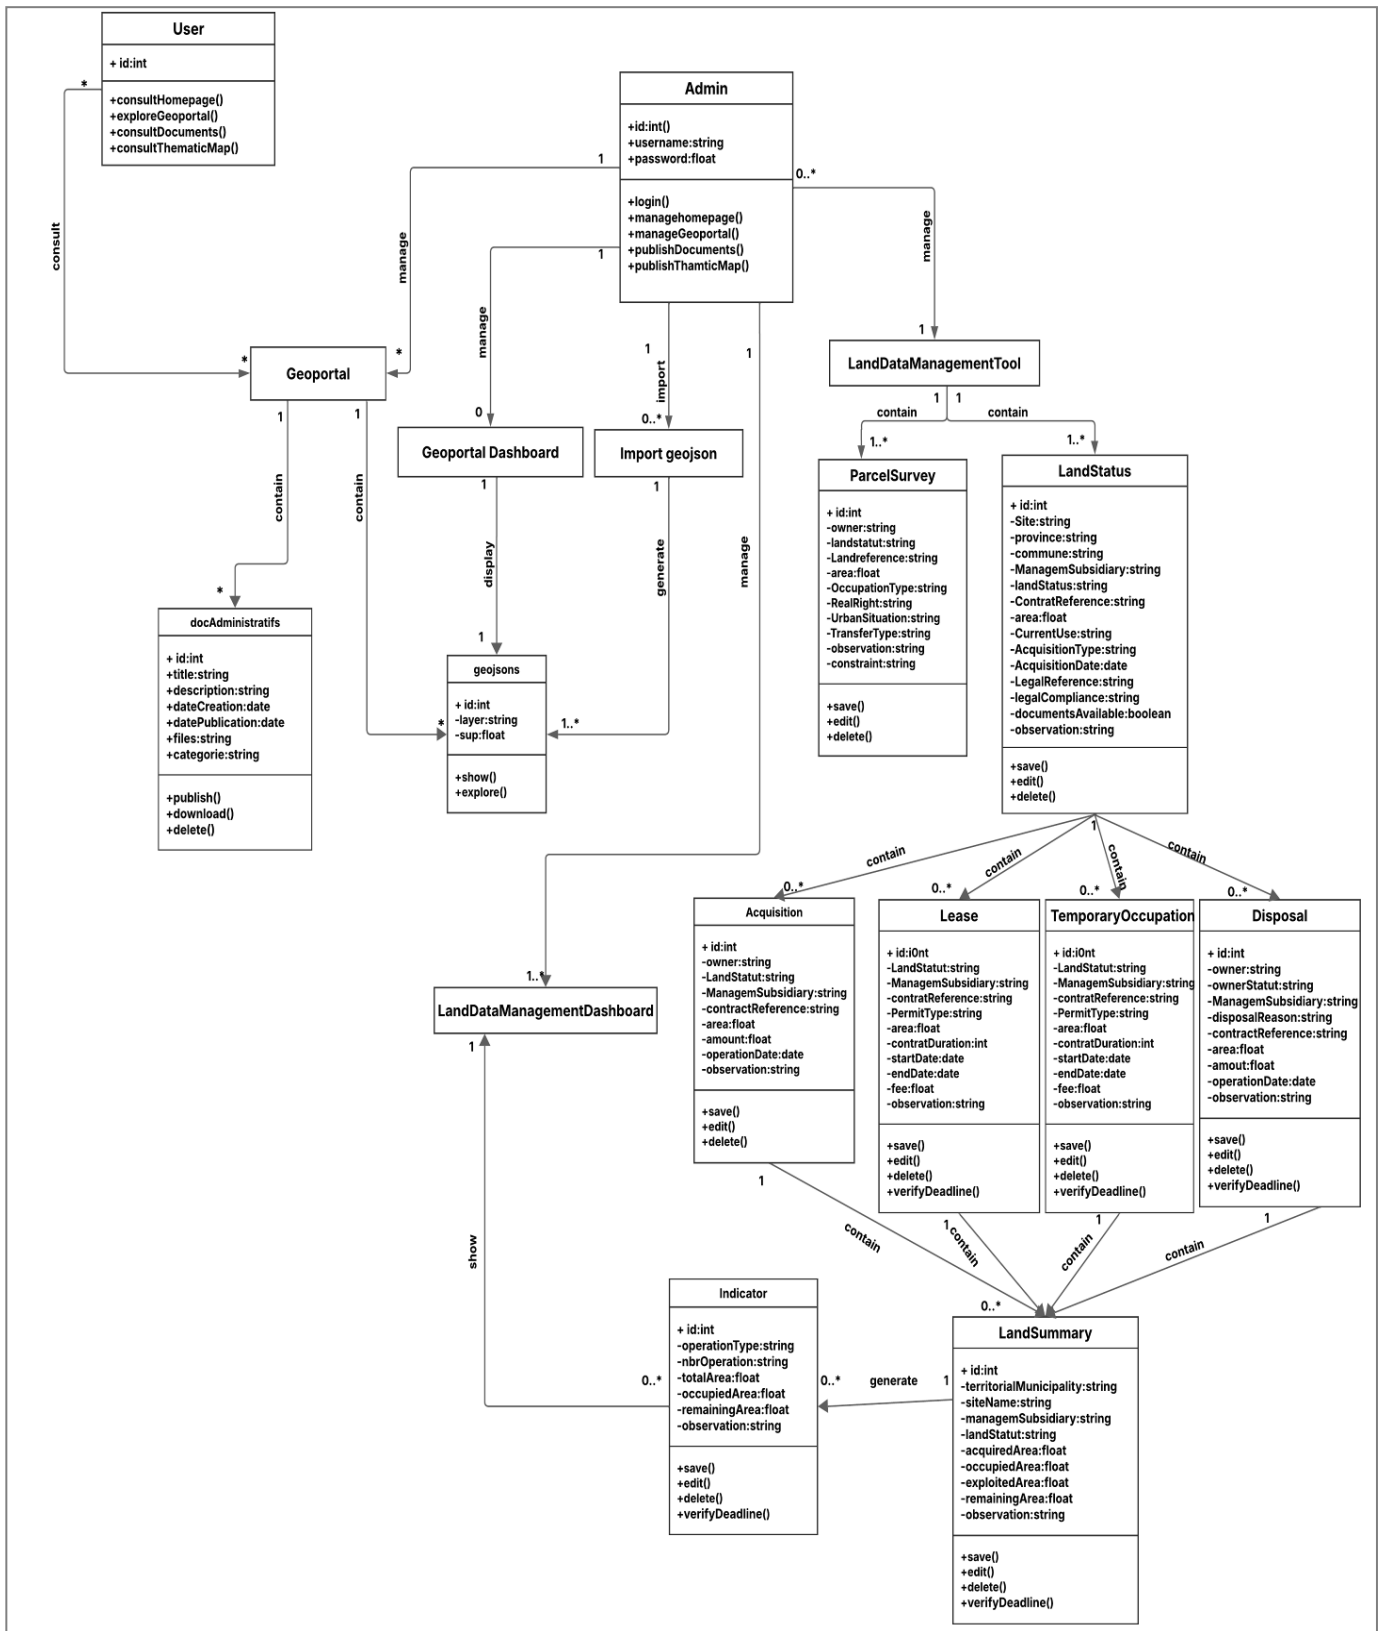 User
+ id:int
+consultHomepage()
+exploreGeoportal()
+consultDocuments()
+consultThematicMap()
*
consult
*
Admin
+id:int()
+username:string
+password:float
+login()
+managehomepage()
+manageGeoportal()
+publishDocuments()
+publishThamticMap()
1
manage
*
1
manage
0
1
import
0..*
1
manage
1..*
0..*
manage
1
Geoportal
1
contain
*
1
contain
*
Geoportal Dashboard
1
display
1
Import geojson
1
generate
1..*
LandDataManagementTool
1
1
contain
contain
1..*
1..*
docAdministratifs
+ id:int
+title:string
+description:string
+dateCreation:date
+datePublication:date
+files:string
+categorie:string
+publish()
+download()
+delete()
geojsons
+ id:int
-layer:string
-sup:float
+show()
+explore()
ParcelSurvey
+ id:int
-owner:string
-landstatut:string
-Landreference:string
-area:float
-OccupationType:string
-RealRight:string
-UrbanSituation:string
-TransferType:string
-observation:string
-constraint:string
+save()
+edit()
+delete()
LandStatus
+ id:int
-Site:string
-province:string
-commune:string
-ManagemSubsidiary:string
-landStatus:string
-ContratReference:string
-area:float
-CurrentUse:string
-AcquisitionType:string
-AcquisitionDate:date
-LegalReference:string
-legalCompliance:string
-documentsAvailable:boolean
-observation:string
+save()
+edit()
+delete()
1
contain
contain
contain
contain
0..*
0..*
0..*
0..*
Acquisition
+ id:int
-owner:string
-LandStatut:string
-ManagemSubsidiary:string
-contractReference:string
-area:float
-amount:float
-operationDate:date
-observation:string
+save()
+edit()
+delete()
Lease
+ id:i0nt
-LandStatut:string
-ManagemSubsidiary:string
-contratReference:string
-PermitType:string
-area:float
-contratDuration:int
-startDate:date
-endDate:date
-fee:float
-observation:string
+save()
+edit()
+delete()
+verifyDeadline()
TemporaryOccupation
+ id:i0nt
-LandStatut:string
-ManagemSubsidiary:string
-contratReference:string
-PermitType:string
-area:float
-contratDuration:int
-startDate:date
-endDate:date
-fee:float
-observation:string
+save()
+edit()
+delete()
+verifyDeadline()
Disposal
+ id:int
-owner:string
-ownerStatut:string
-ManagemSubsidiary:string
-disposalReason:string
-contractReference:string
-area:float
-amout:float
-operationDate:date
-observation:string
+save()
+edit()
+delete()
+verifyDeadline()
LandDataManagementDashboard
1
show
0..*
1
contain
1
contain
1
contain
1
contain
0..*
Indicator
+ id:int
-operationType:string
-nbrOperation:string
-totalArea:float
-occupiedArea:float
-remainingArea:float
-observation:string
+save()
+edit()
+delete()
+verifyDeadline()
0..*
generate
1
LandSummary
+ id:int
-territorialMunicipality:string
-siteName:string
-managemSubsidiary:string
-landStatut:string
-acquiredArea:float
-occupiedArea:float
-exploitedArea:float
-remainingArea:float
-observation:string
+save()
+edit()
+delete()
+verifyDeadline()